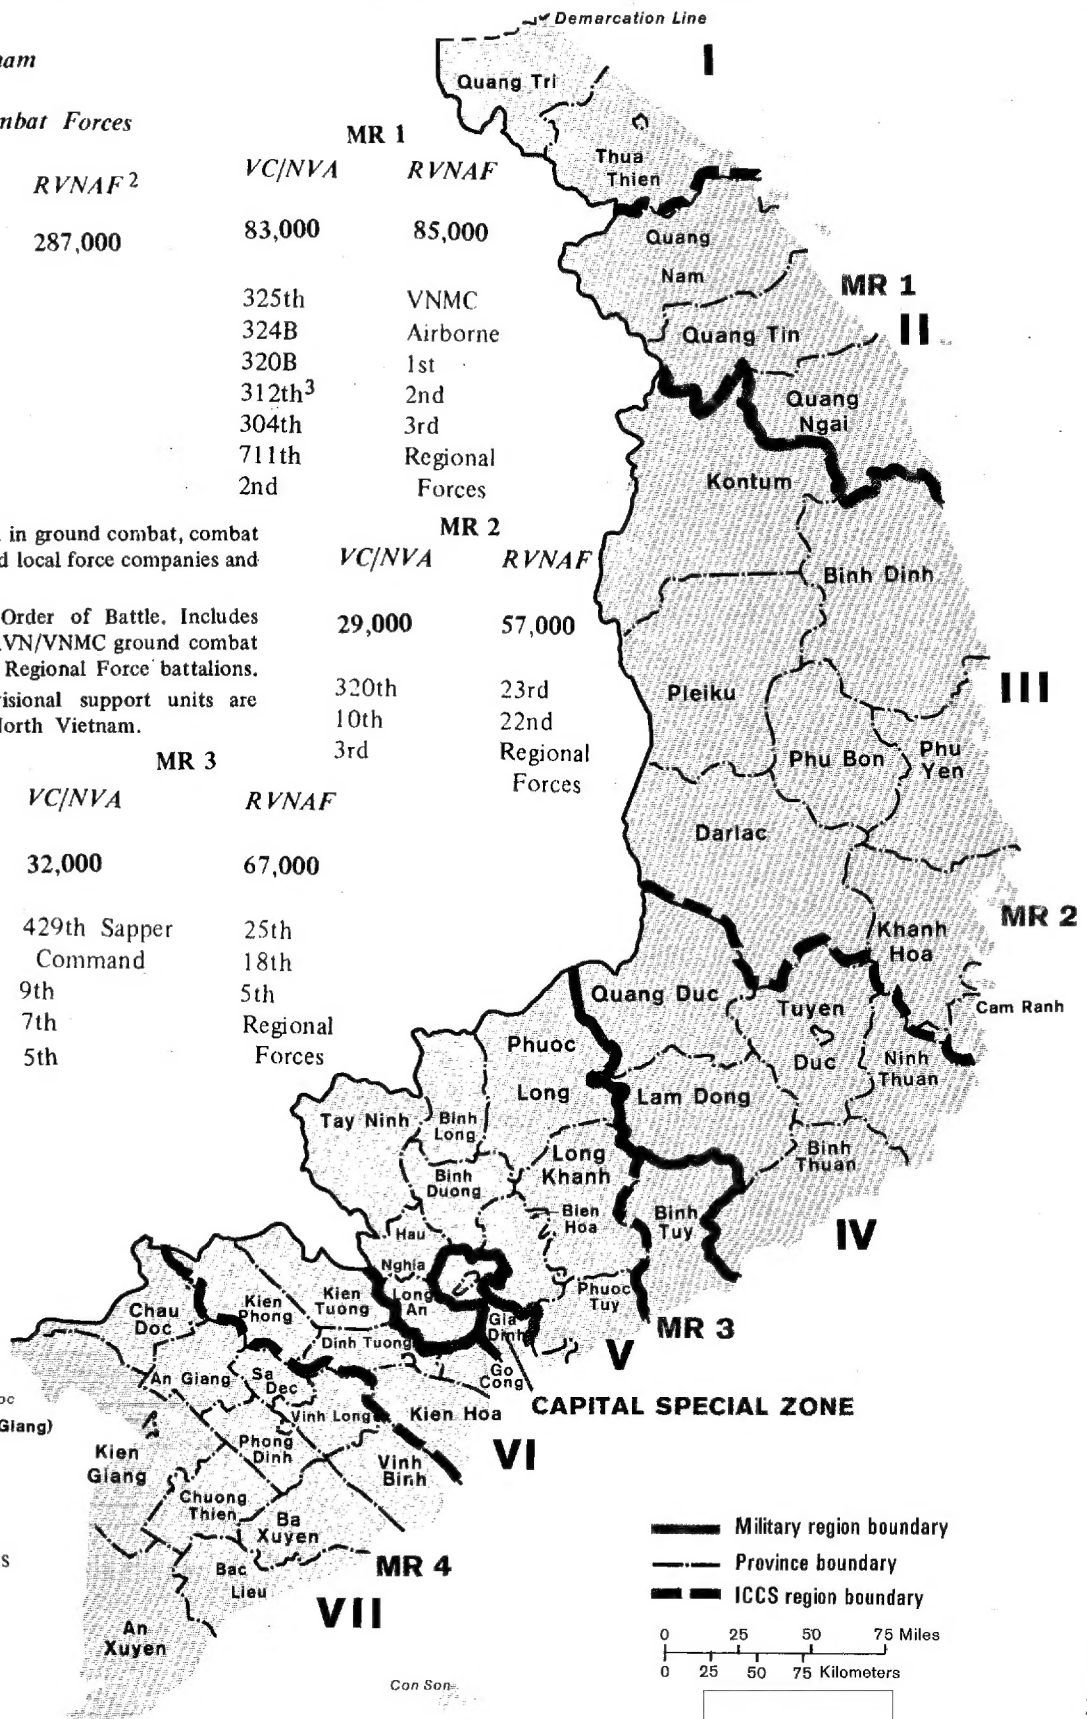 Demarcation Line
nam
mbat Forces
RVNAF 2
287,000
MR 1
VC/NVA RVNAF
83,000 85,000
325th VNMC
324B Airborne
320B 1st
312th3 2nd
304th 3rd
711th Regional
2nd Forces
in ground combat, combat
d local force companies and
Order of Battle. Includes
VN/VNMC ground combat
Regional Force battalions.
visional support units are
North Vietnam.
MR 2
VC/NVA RVNAF
29,000 57,000
320th 23rd
10th 22nd
3rd Regional
Forces
MR 3
VC/NVA RVNAF
32,000 67,000
429th Sapper 25th
Command 18th
9th 5th
7th Regional
5th Forces
I
Quang Tri
Thua
Thien
Quang
Nam
MR 1
II
Quang Tin
Quang
Ngai
Kontum
Binh Dinh
III
Pleiku
Phu Bon
Phu
Yen
Darlac
MR 2
Khanh
Hoa
Cam Ranh
Quang Duc
Tuyen
Duc
Ninh
Thuan
Phuoc
Long
Lam Dong
Tay Ninh
Binh
Long
Long
Khanh
Binh
Thuan
Binh
Duong
Bien
Hoa
Binh
Tuy
IV
Hau
Nghia
Long
An
Phuoc
Tuy
MR 3
Gia
Dinh
V
Chau
Doc
Kien
Phong
Kien
Tuong
Dinh Tuong
Go
Cong
CAPITAL SPECIAL ZONE
An Giang
Sa
Dec
Vinh Long
Kien Hoa
VI
oc
Giang)
Kien
Giang
Phong
Dinh
Vinh
Binh
Chuong
Thien
Ba
Xuyen
MR 4
Bac
Lieu
VII
s
An
Xuyen
Con Son
Military region boundary
Province boundary
ICCS region boundary
0 25 50 75 Miles
0 25 50 75 Kilometers